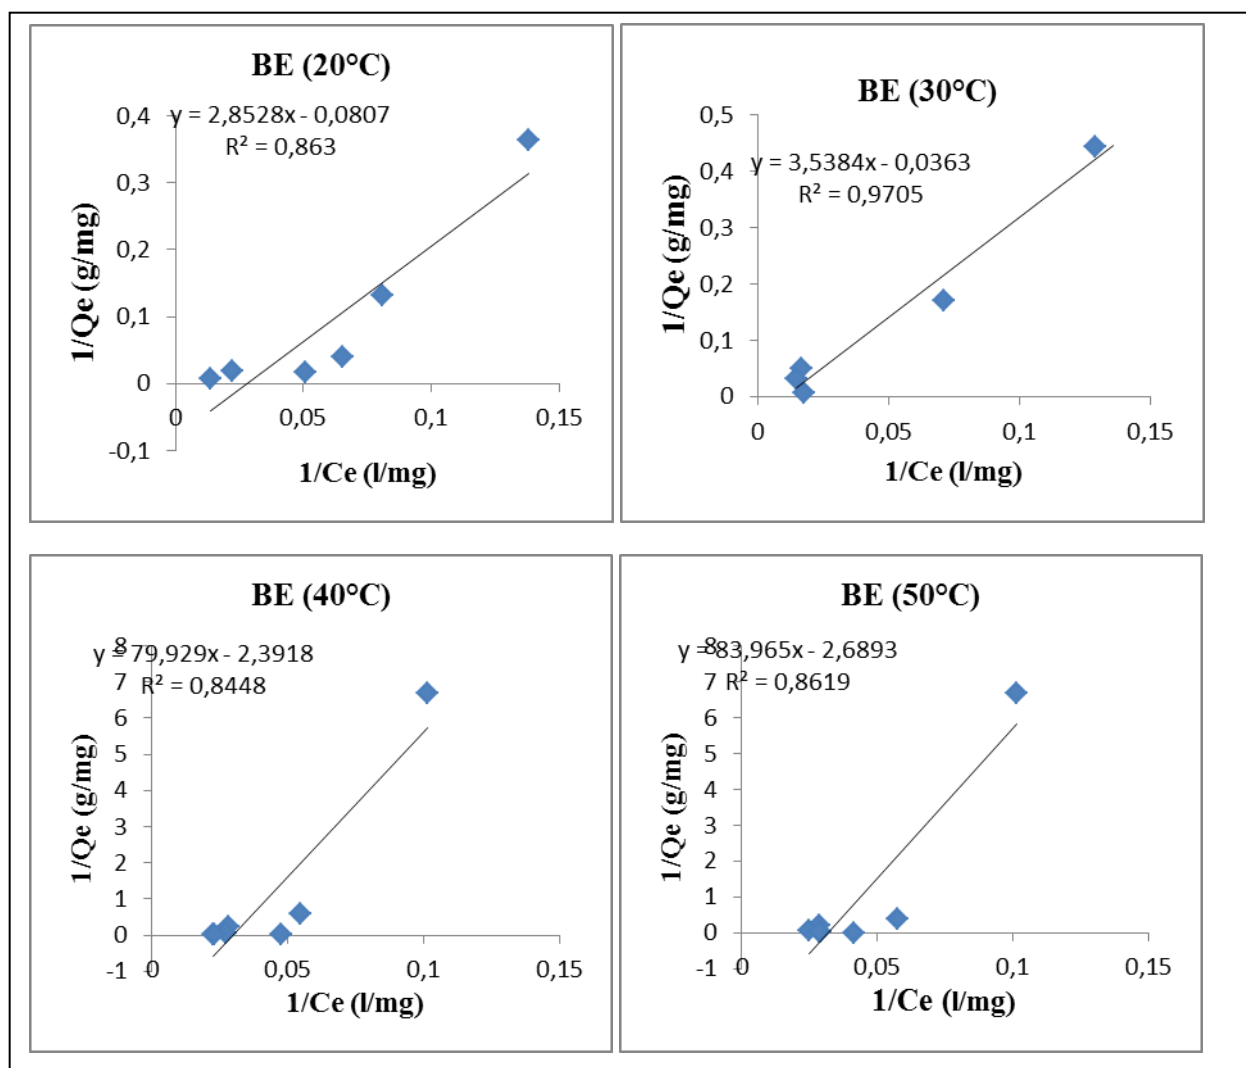 BE (20°C)
y = 2,8528x - 0,0807
R² = 0,863
0,4
0,3
0,2
0,1
0
-0,1
0
0,05
0,1
0,15
1/Qe (g/mg)
1/Ce (l/mg)
BE (30°C)
y = 3,5384x - 0,0363
R² = 0,9705
0,5
0,4
0,3
0,2
0,1
0
0
0,05
0,1
0,15
1/Qe (g/mg)
1/Ce (l/mg)
BE (40°C)
y = 79,929x - 2,3918
R² = 0,8448
8
7
6
5
4
3
2
1
0
-1
0
0,05
0,1
0,15
1/Qe (g/mg)
1/Ce (l/mg)
BE (50°C)
y = 83,965x - 2,6893
R² = 0,8619
8
7
6
5
4
3
2
1
0
-1
0
0,05
0,1
0,15
1/Qe (g/mg)
1/Ce (l/mg)